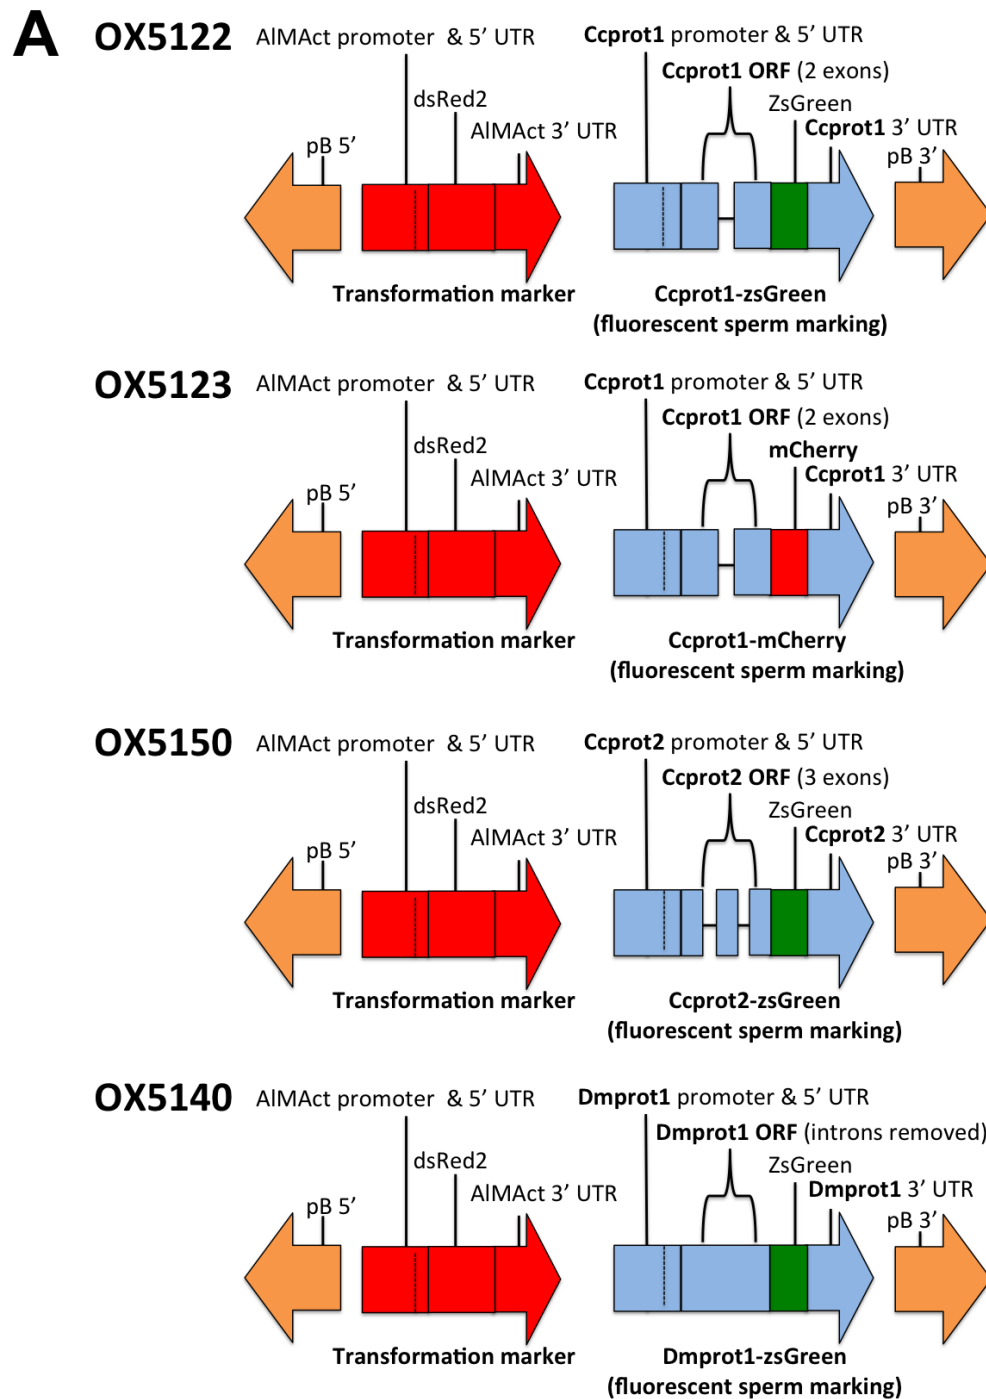 A
OX5122
AlMAct promoter & 5' UTR
Ccprot1 promoter & 5' UTR
Ccprot1 ORF (2 exons)
dsRed2
ZsGreen
AlMAct 3' UTR
Ccprot1 3' UTR
pB 5'
pB 3'
Transformation marker
Ccprot1-zsGreen
(fluorescent sperm marking)
OX5123
AlMAct promoter & 5' UTR
Ccprot1 promoter & 5' UTR
Ccprot1 ORF (2 exons)
dsRed2
mCherry
AlMAct 3' UTR
Ccprot1 3' UTR
pB 5'
pB 3'
Transformation marker
Ccprot1-mCherry
(fluorescent sperm marking)
OX5150
AlMAct promoter & 5' UTR
Ccprot2 promoter & 5' UTR
Ccprot2 ORF (3 exons)
dsRed2
ZsGreen
AlMAct 3' UTR
Ccprot2 3' UTR
pB 5'
pB 3'
Transformation marker
Ccprot2-zsGreen
(fluorescent sperm marking)
OX5140
AlMAct promoter & 5' UTR
Dmprot1 promoter & 5' UTR
Dmprot1 ORF (introns removed)
dsRed2
ZsGreen
AlMAct 3' UTR
Dmprot1 3' UTR
pB 5'
pB 3'
Transformation marker
Dmprot1-zsGreen
(fluorescent sperm marking)